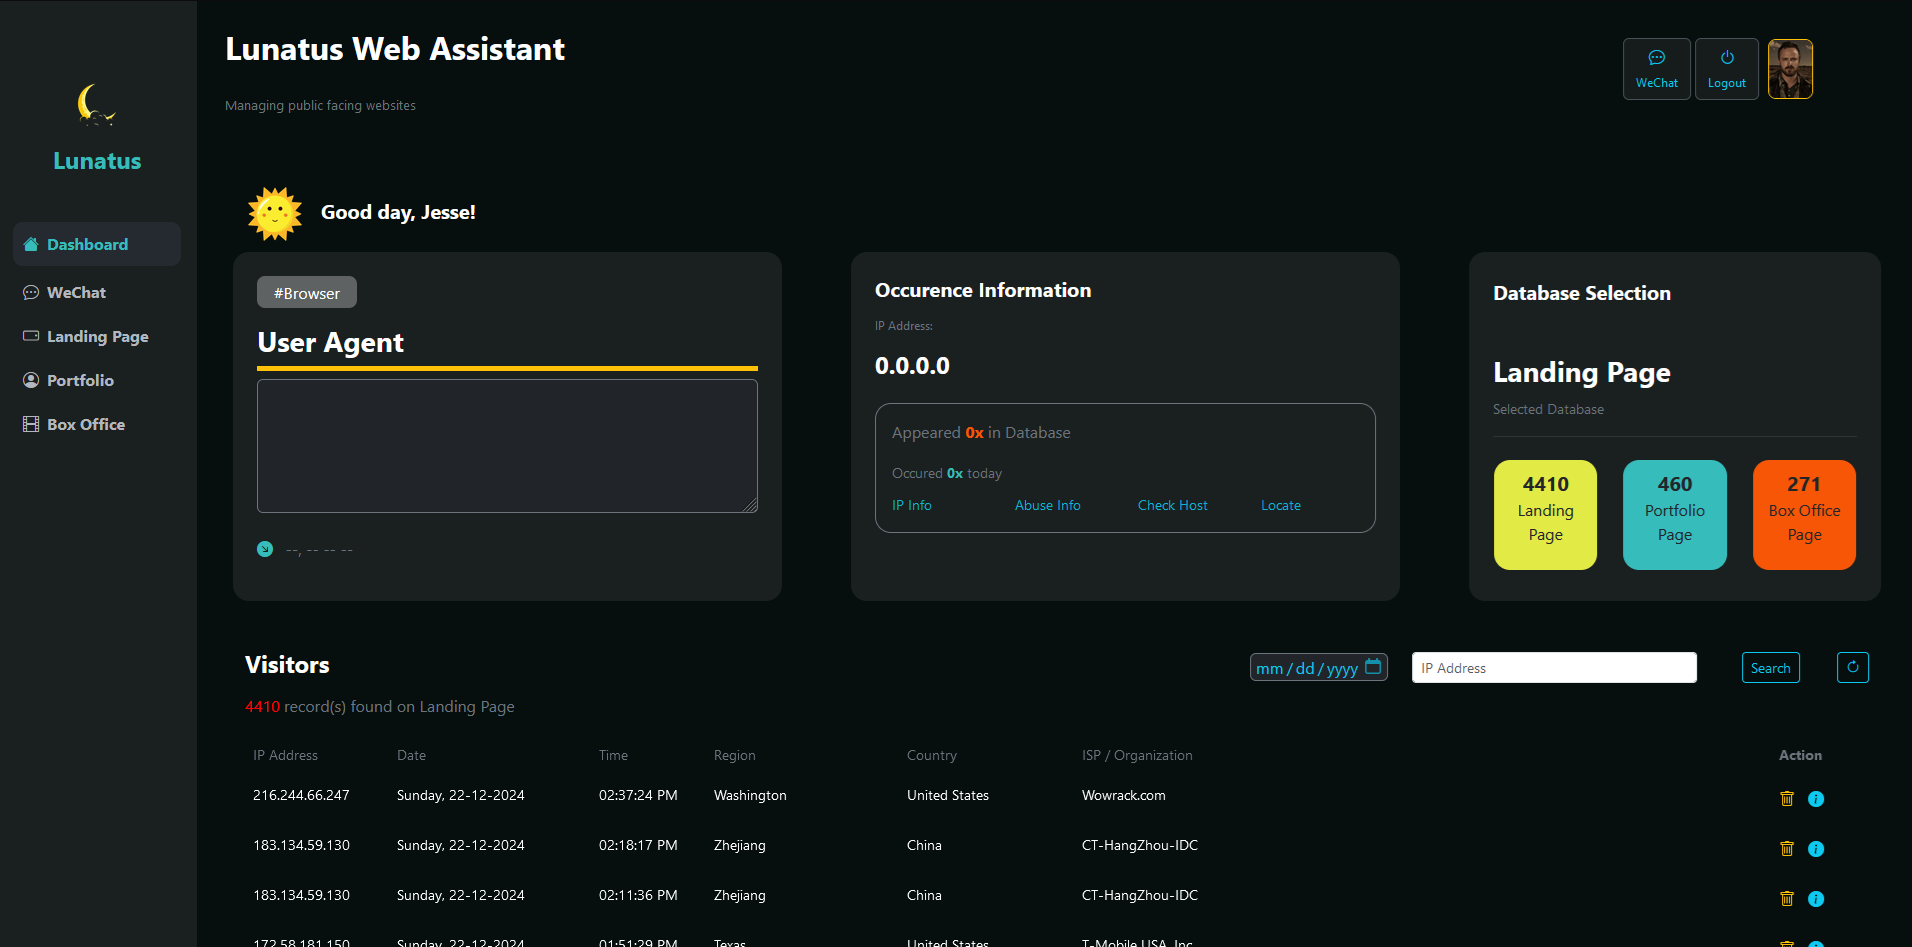 Lunatus
Dashboard
WeChat
Landing Page
Portfolio
Box Office
Lunatus Web Assistant
Managing public facing websites
WeChat
Logout
Good day, Jesse!
#Browser
User Agent
--, -- -- --
Occurence Information
IP Address:
0.0.0.0
Appeared 0x in Database
Occured 0x today
IP Info Abuse Info Check Host Locate
Database Selection
Landing Page
Selected Database
4410
Landing
Page
460
Portfolio
Page
271
Box Office
Page
Visitors
mm/dd/yyyy
IP Address
Search
4410 record(s) found on Landing Page
IP Address Date Time Region Country ISP / Organization Action
216.244.66.247 Sunday, 22-12-2024 02:37:24 PM Washington United States Wowrack.com
183.134.59.130 Sunday, 22-12-2024 02:18:17 PM Zhejiang China CT-HangZhou-IDC
183.134.59.130 Sunday, 22-12-2024 02:11:36 PM Zhejiang China CT-HangZhou-IDC
172.58.181.150 Sunday, 22-12-2024 01:51:29 PM Texas United States T-Mobile USA, Inc.